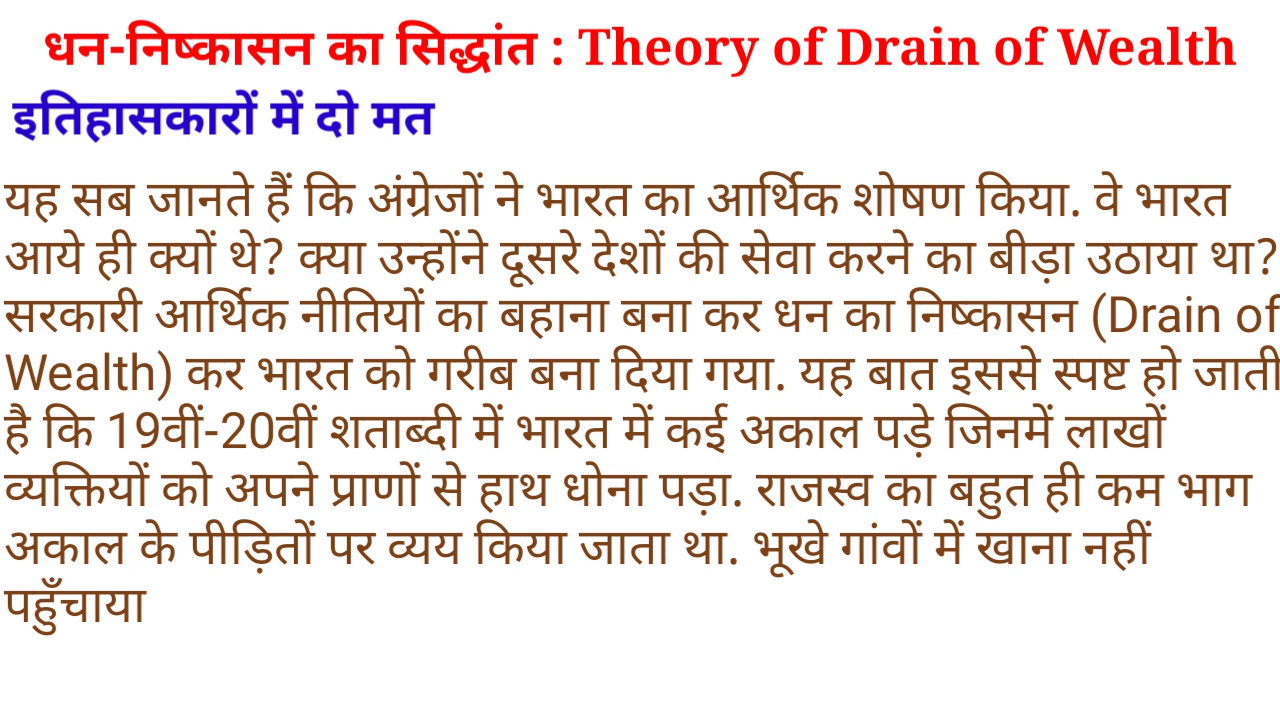 धन-निष्कासन का सिद्धांत : Theory of Drain of Wealth
इतिहासकारों में दो मत
यह सब जानते हैं कि अंग्रेजों ने भारत का आर्थिक शोषण किया. वे भारत
आये ही क्यों थे? क्या उन्होंने दूसरे देशों की सेवा करने का बीड़ा उठाया था?
सरकारी आर्थिक नीतियों का बहाना बना कर धन का निष्कासन (Drain of
Wealth) कर भारत को गरीब बना दिया गया. यह बात इससे स्पष्ट हो जाती
है कि 19वीं-20वीं शताब्दी में भारत में कई अकाल पड़े जिनमें लाखों
व्यक्तियों को अपने प्राणों से हाथ धोना पड़ा. राजस्व का बहुत ही कम भाग
अकाल के पीड़ितों पर व्यय किया जाता था. भूखे गांवों में खाना नहीं
पहुँचाया